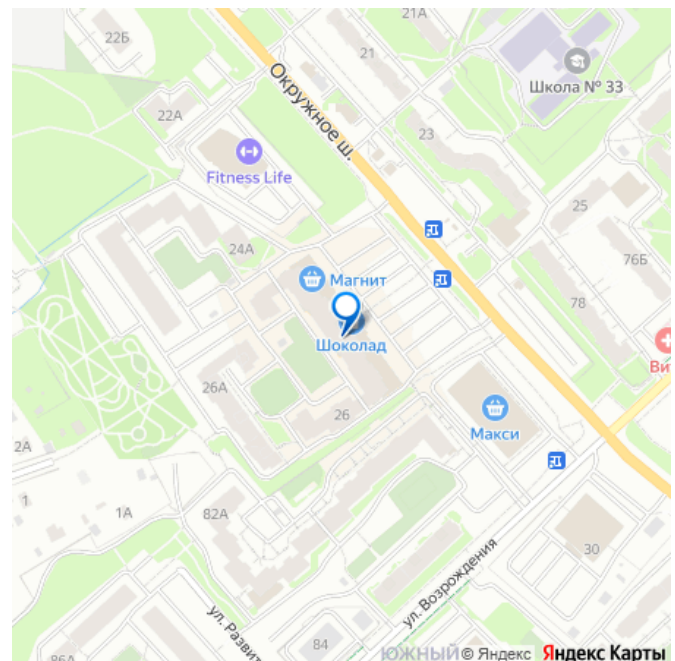 21А
22Б
21
Школа № 33
Окружное ш.
22А
23
Fitness Life
25
24А
76Б
Магнит
78
Шоколад
Ви
26А
26
Макси
2А
1
1А
82А
30
ул. Возрождения
ул. Развит
84
86А
ЮЖНЫЙ
© Яндекс Яндекс Карты